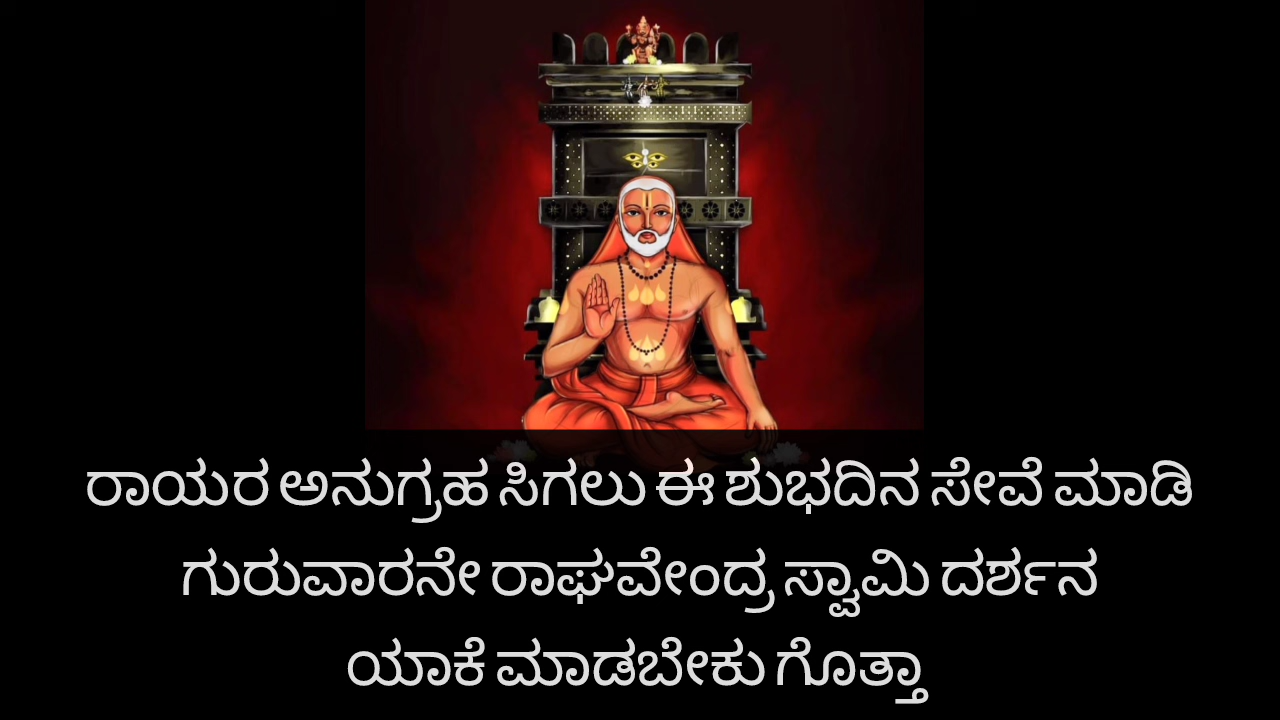 ರಾಯರ ಅನುಗ್ರಹ ಸಿಗಲು ಈ ಶುಭದಿನ ಸೇವೆ ಮಾಡಿ
ಗುರುವಾರನೇ ರಾಘವೇಂದ್ರ ಸ್ವಾಮಿ ದರ್ಶನ
ಯಾಕೆ ಮಾಡಬೇಕು ಗೊತ್ತಾ